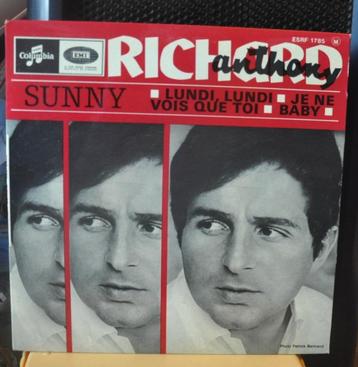 ESRF 1785 M
Columbia
EMI
RICHARD
anthony
SUNNY
LUNDI, LUNDI ■ JE NE
VOIS QUE TOI ■ BABY ■
Photo Patrick Bertrand